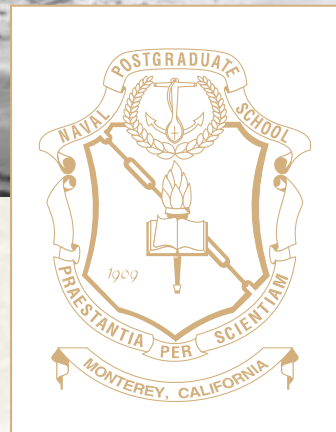 NAVAL POSTGRADUATE SCHOOL
1909
PRAESTANTIA PER SCIENTIAM
MONTEREY, CALIFORNIA